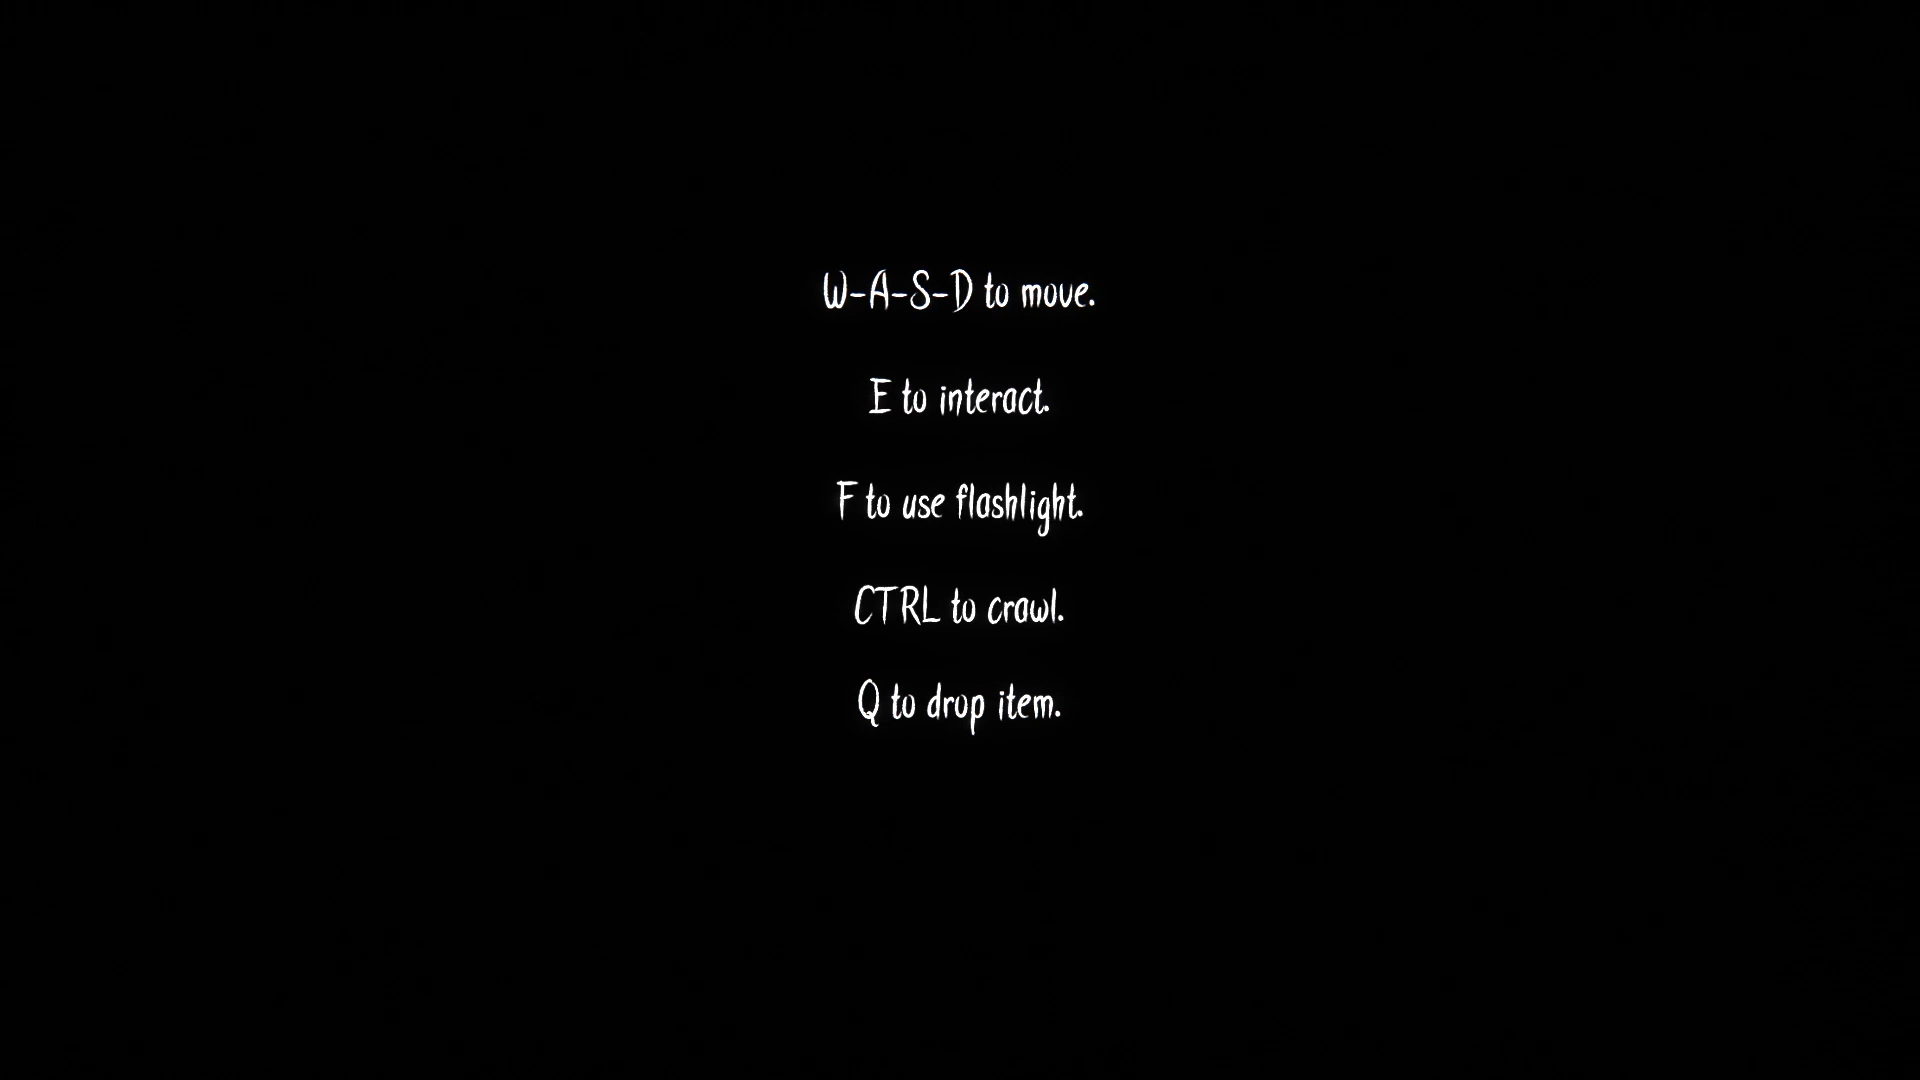 W-A-S-D to move.
E to interact.
F to use flashlight.
CTRL to crawl.
Q to drop item.